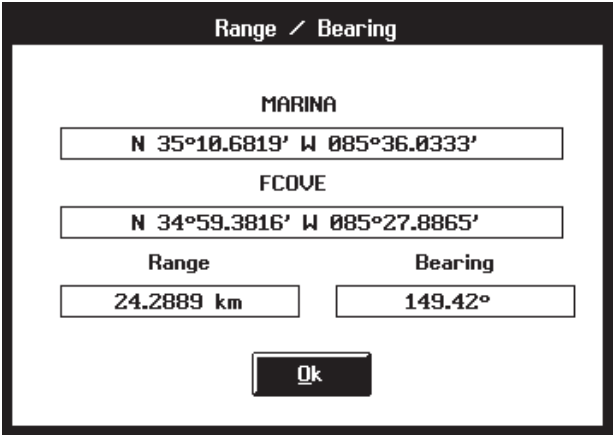 Range / Bearing
MARINA
N 35°10.6819' W 085°36.0333'
FCOVE
N 34°59.3816' W 085°27.8865'
Range Bearing
24.2889 km 149.42°
Ok